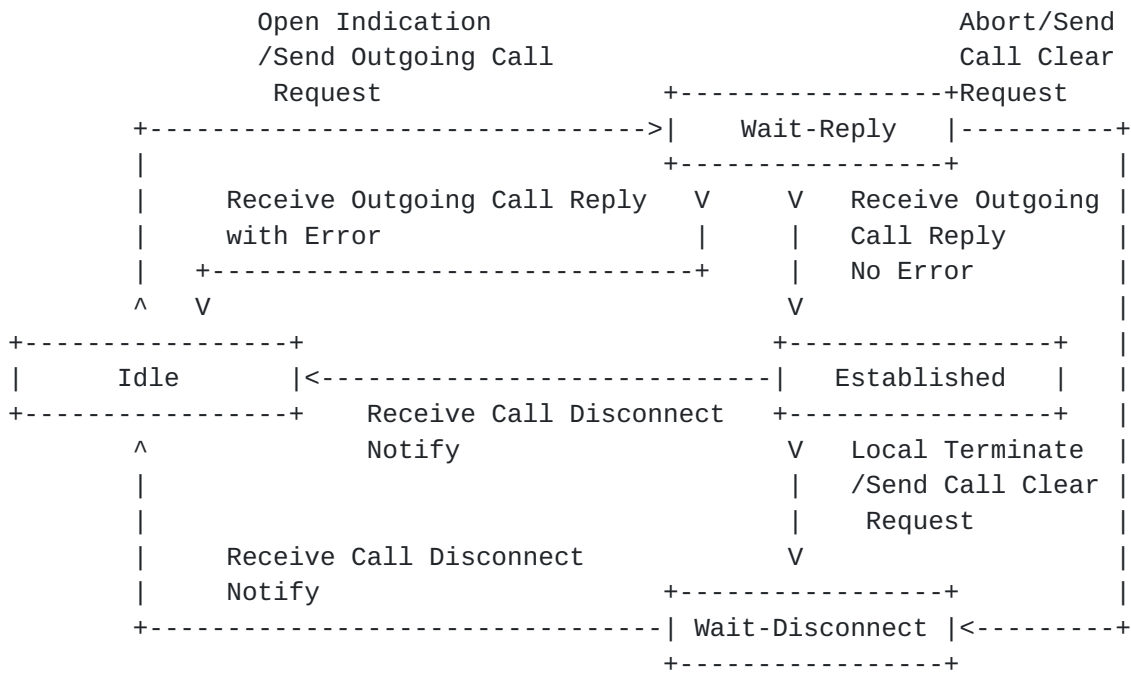 Open Indication Abort/Send
/Send Outgoing Call Call Clear
Request Request
Wait-Reply
Receive Outgoing Call Reply Receive Outgoing
with Error Call Reply
No Error
Idle Established
Receive Call Disconnect
Notify Local Terminate
/Send Call Clear
Request
Receive Call Disconnect
Notify
Wait-Disconnect